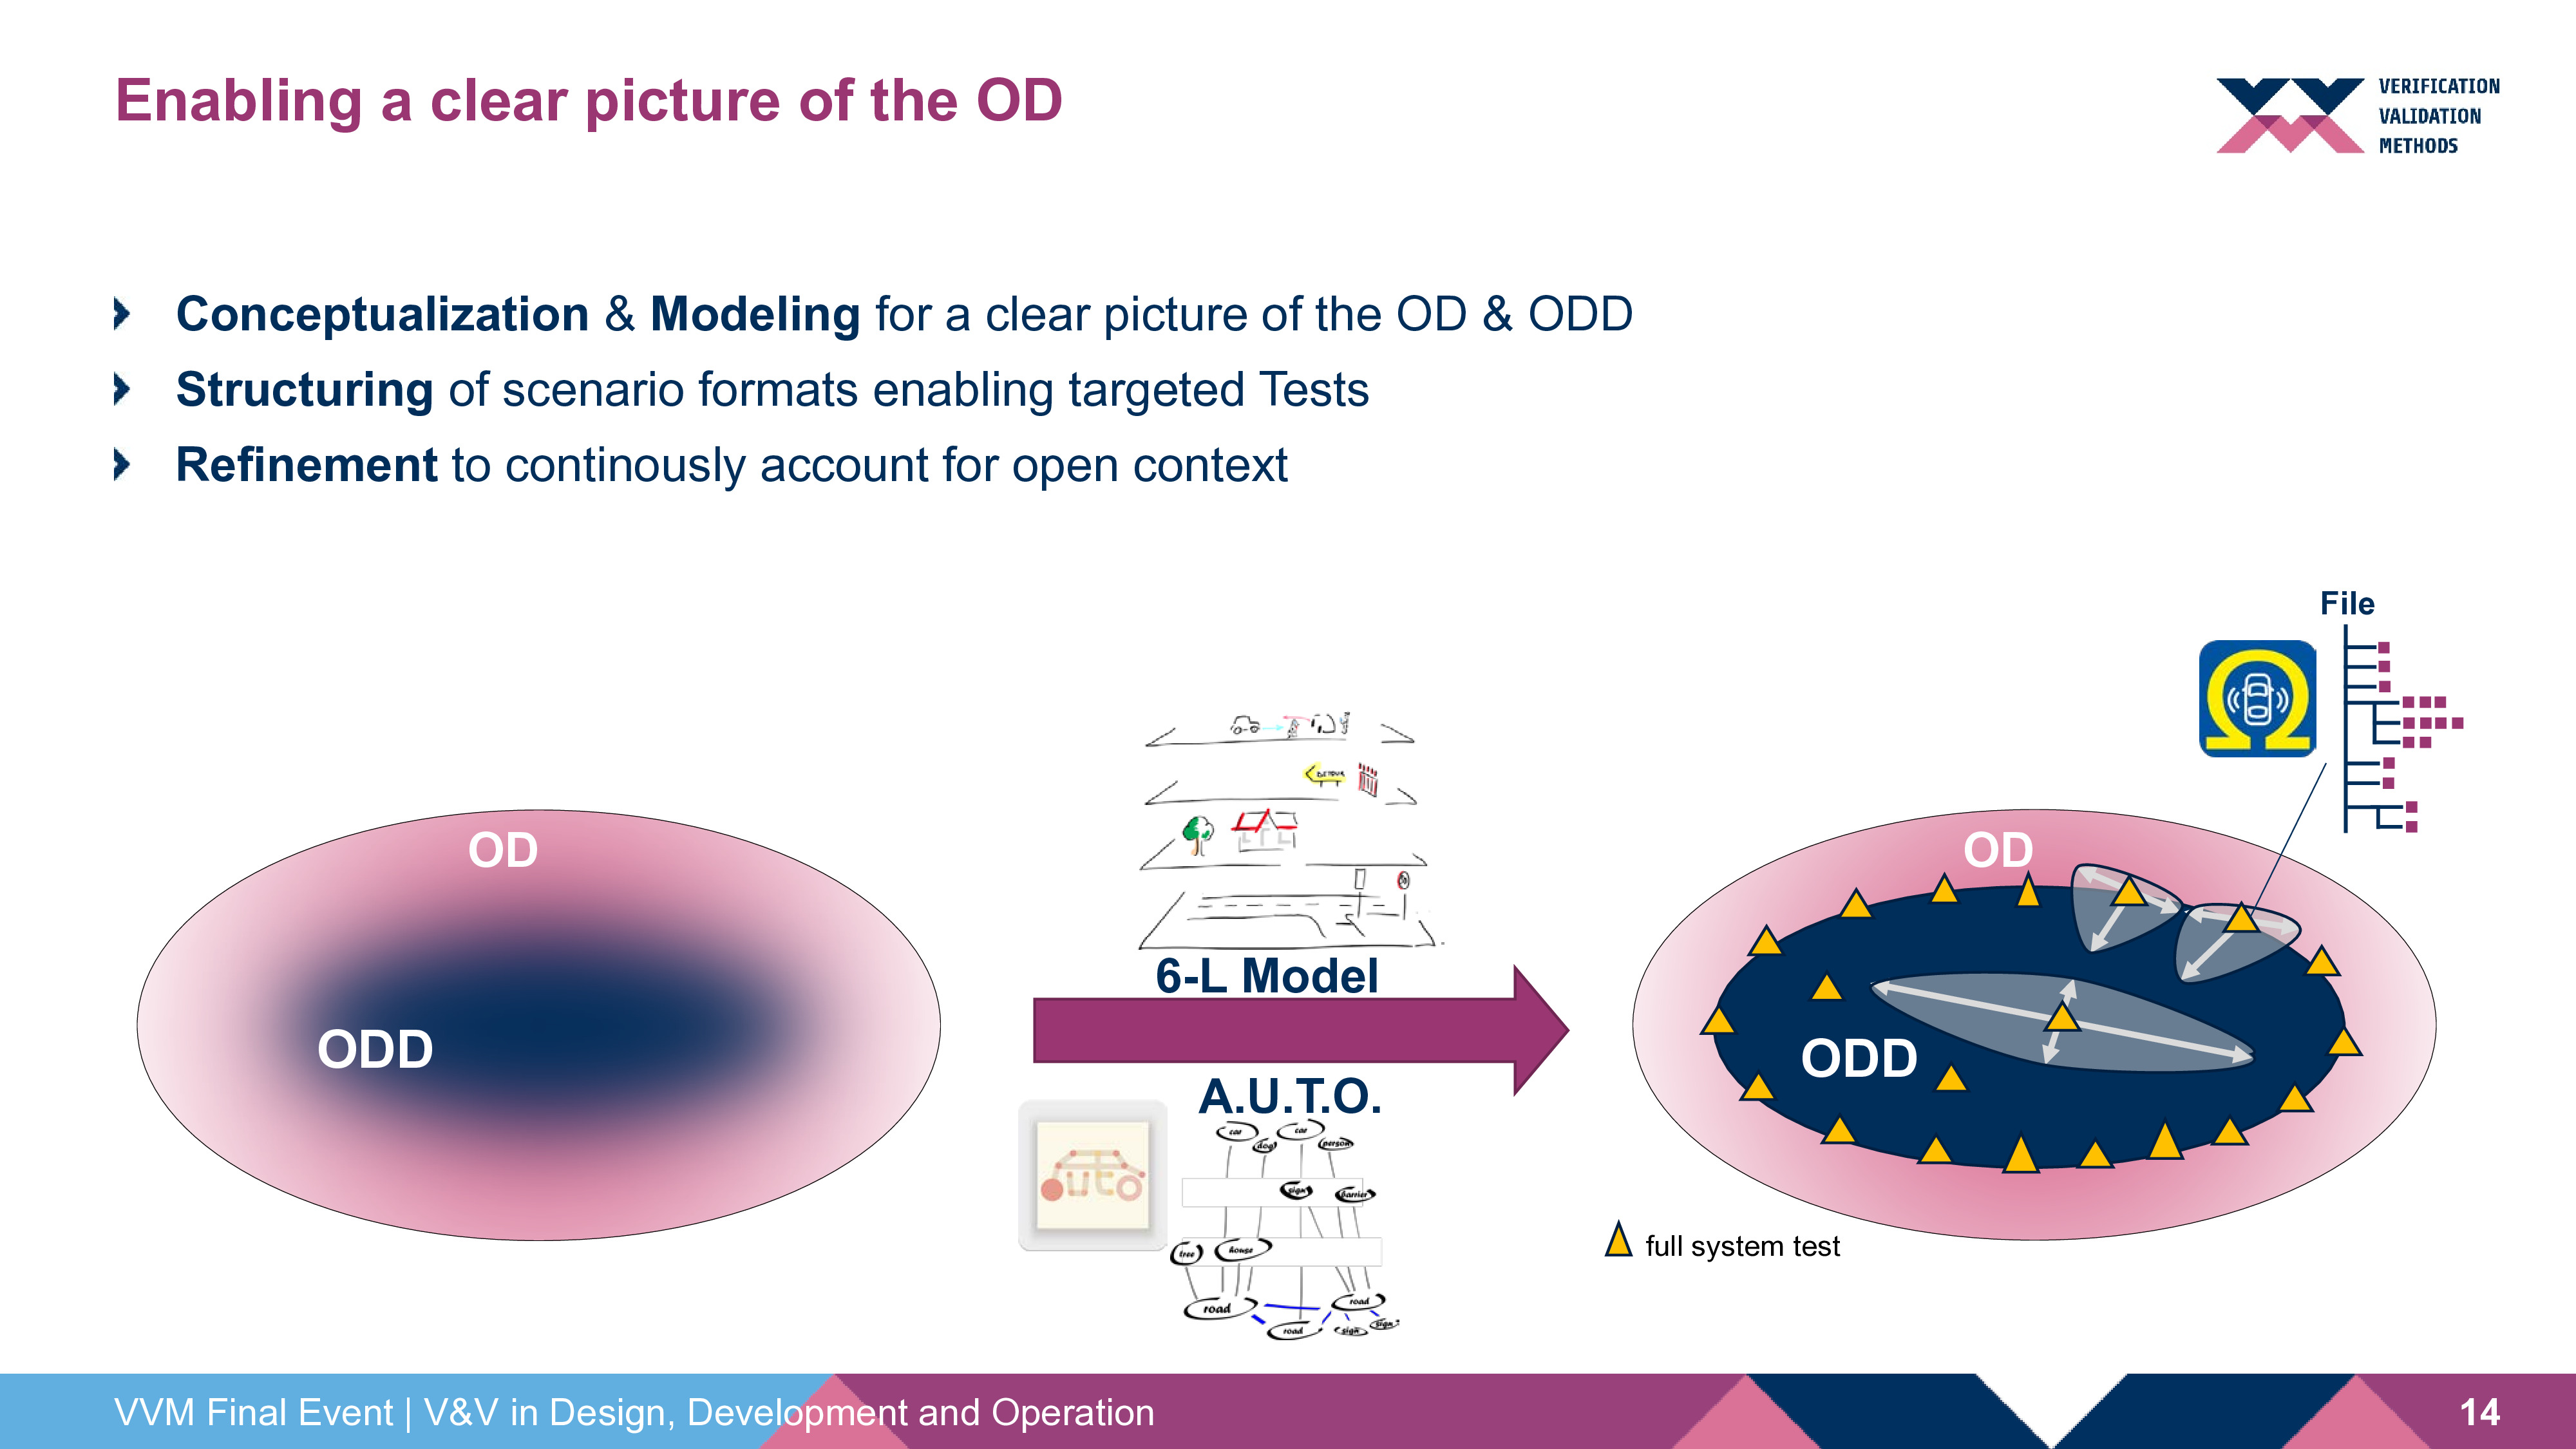 Enabling a clear picture of the OD
VERIFICATION
VALIDATION
METHODS
Conceptualization & Modeling for a clear picture of the OD & ODD
Structuring of scenario formats enabling targeted Tests
Refinement to continously account for open context
File
OD
ODD
DETOUR
6-L Model
A.U.T.O.
auto
car
dog
car
person
sign
barrier
tree
house
road
road
road
sign
sign
OD
ODD
full system test
VVM Final Event | V&V in Design, Development and Operation
14